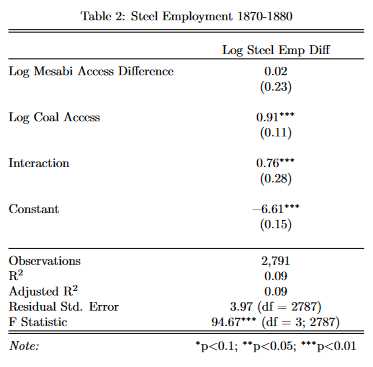 Table 2: Steel Employment 1870-1880
Log Steel Emp Diff
Log Mesabi Access Difference 0.02
(0.23)
Log Coal Access 0.91***
(0.11)
Interaction 0.76***
(0.28)
Constant −6.61***
(0.15)
Observations 2,791
R² 0.09
Adjusted R² 0.09
Residual Std. Error 3.97 (df = 2787)
F Statistic 94.67*** (df = 3; 2787)
Note: *p<0.1; **p<0.05; ***p<0.01